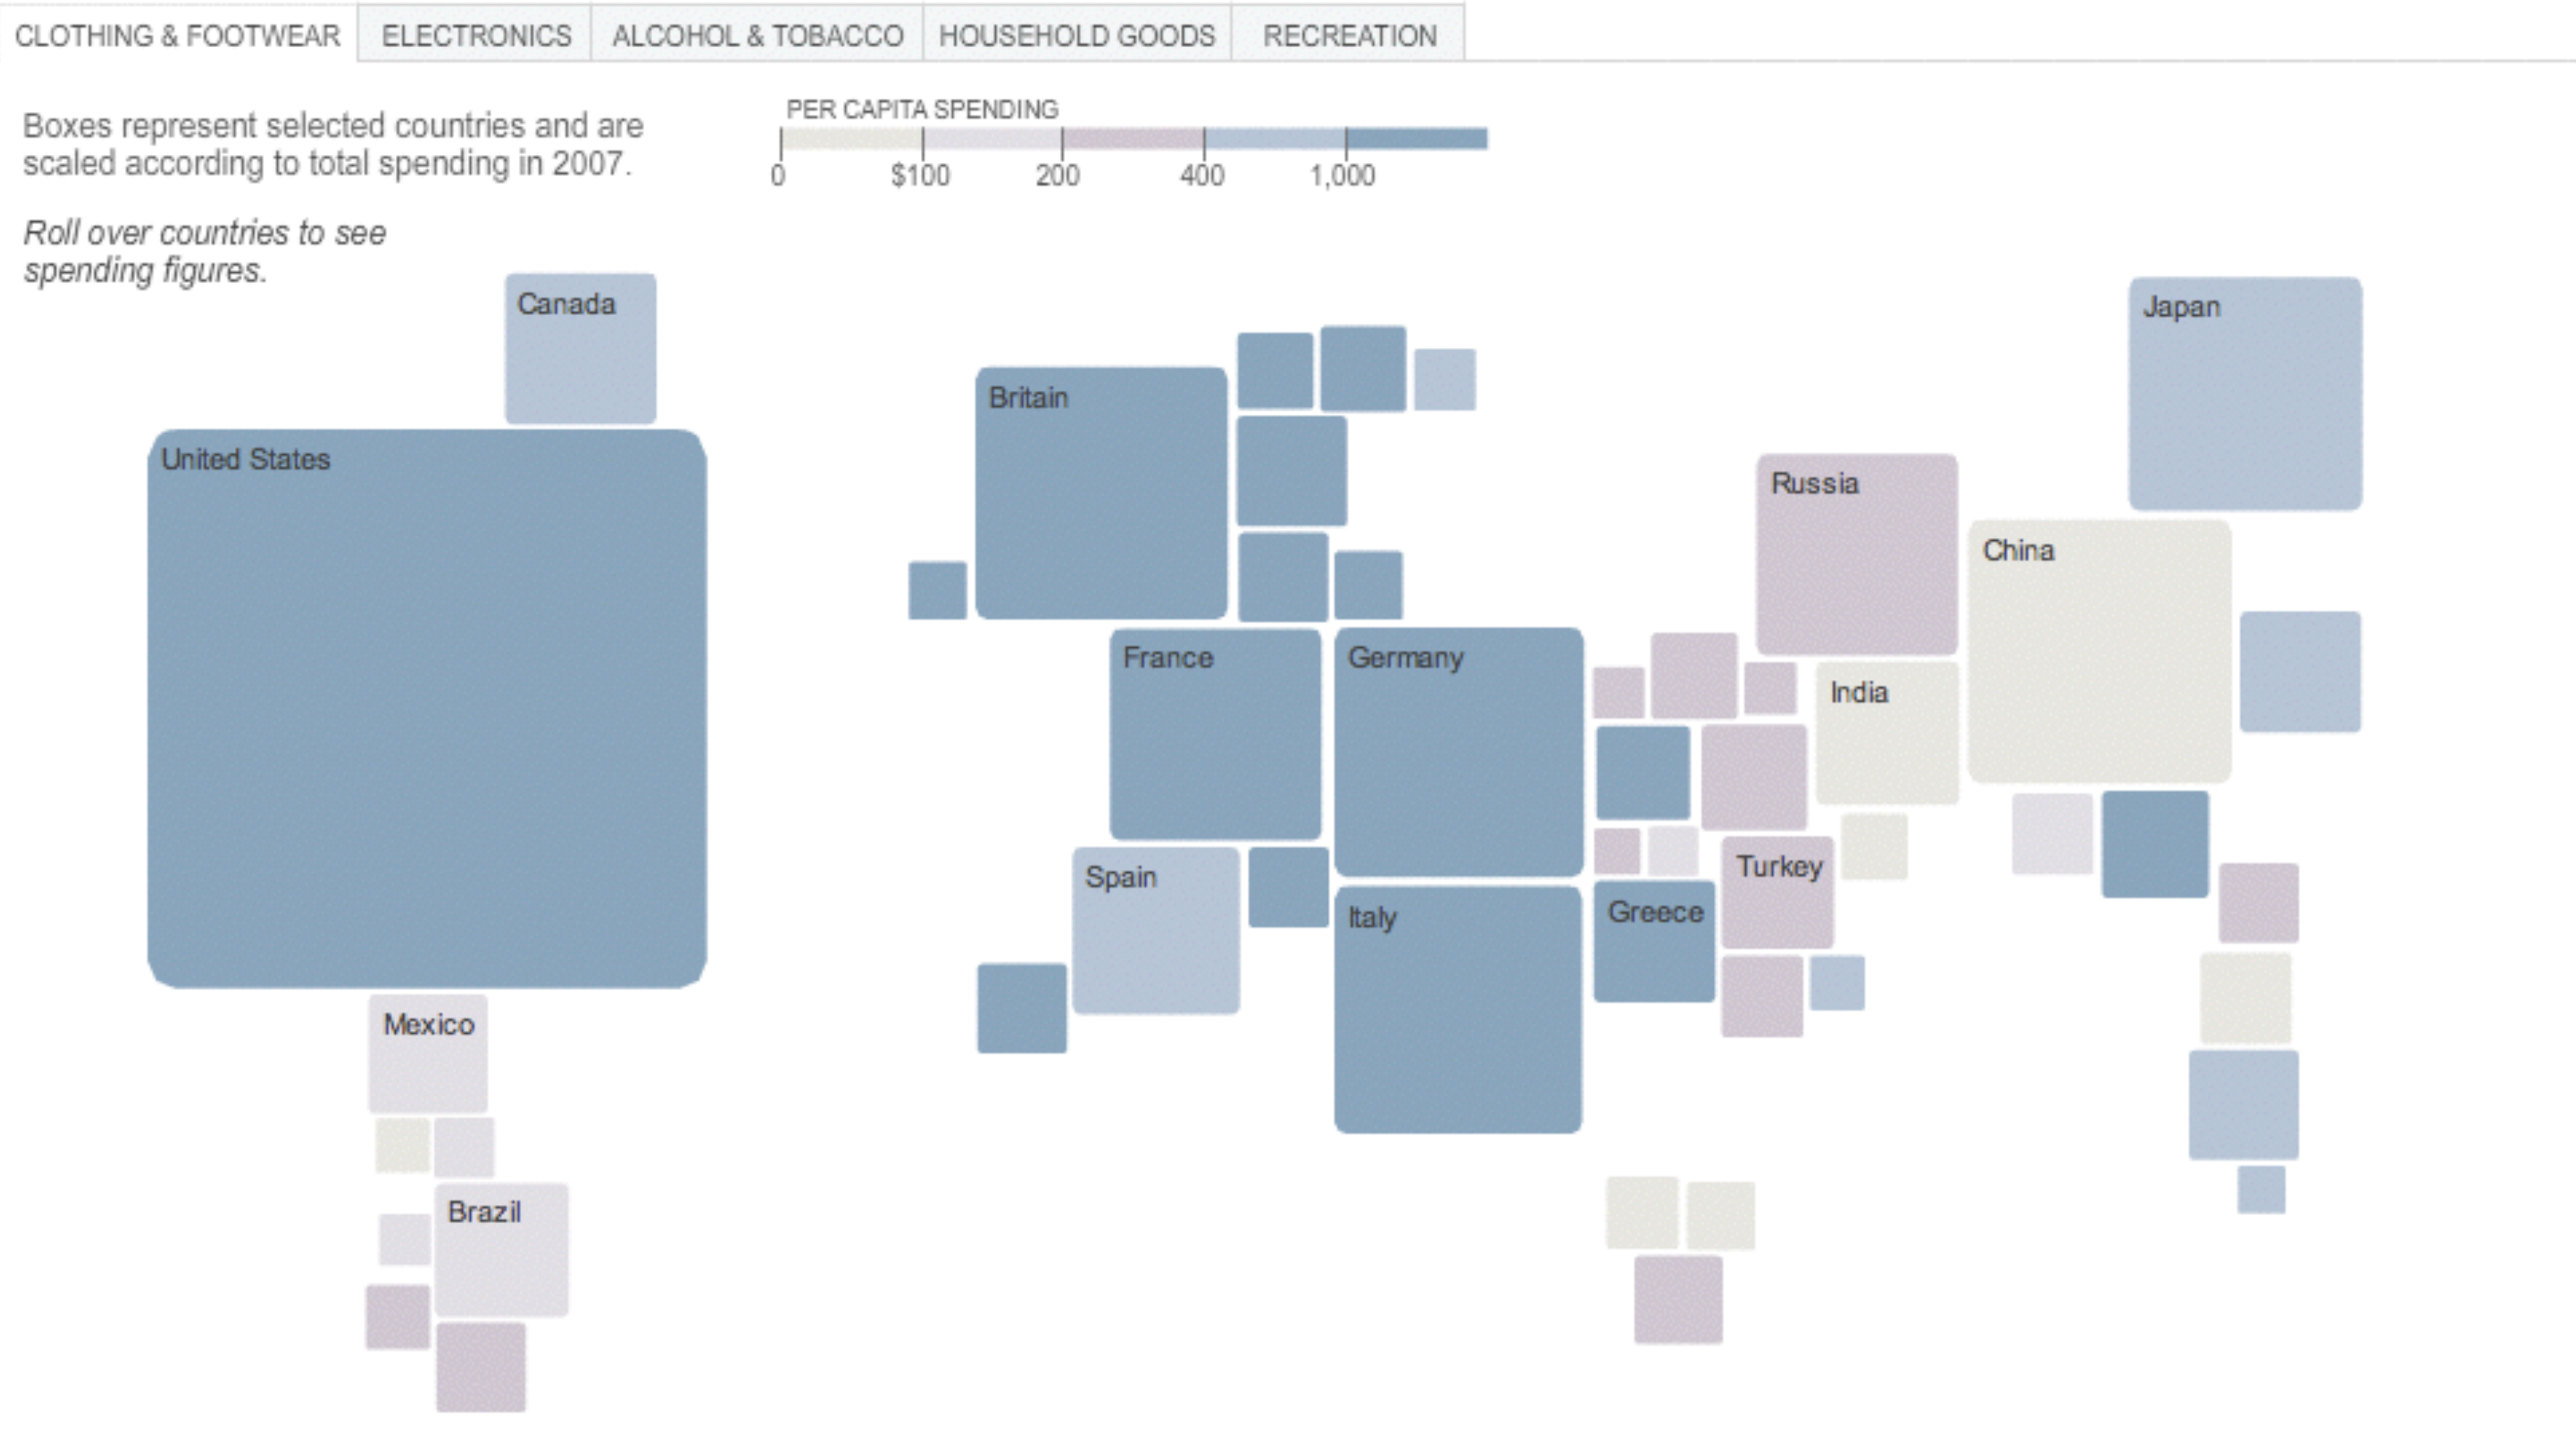 CLOTHING & FOOTWEAR
ELECTRONICS
ALCOHOL & TOBACCO
HOUSEHOLD GOODS
RECREATION
Boxes represent selected countries and are
scaled according to total spending in 2007.
Roll over countries to see
spending figures.
PER CAPITA SPENDING
0 $100 200 400 1,000
Canada
United States
Mexico
Brazil
Britain
France
Germany
Spain
Italy
Greece
Turkey
Russia
India
China
Japan